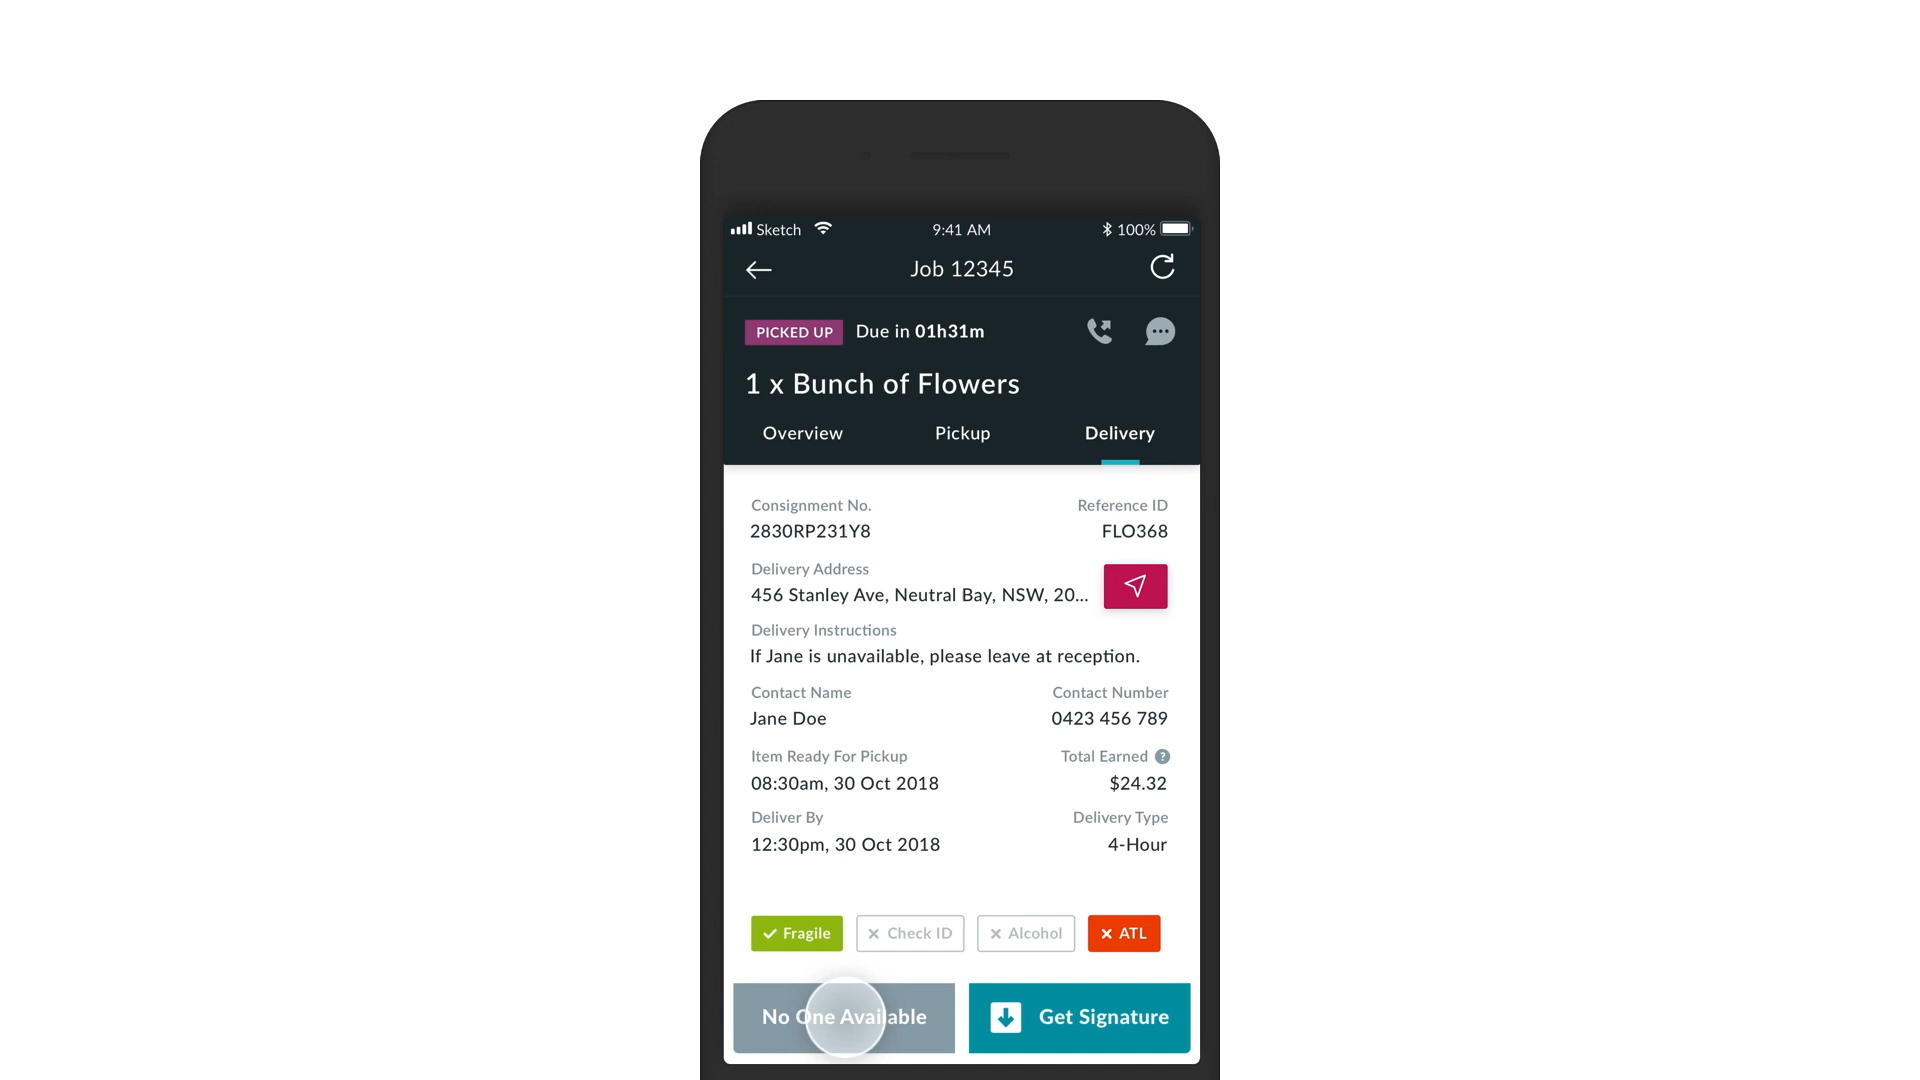 Sketch 9:41 AM 100%
Job 12345
PICKED UP Due in 01h31m
1 x Bunch of Flowers
Overview Pickup Delivery
Consignment No. Reference ID
2830RP231Y8 FLO368
Delivery Address
456 Stanley Ave, Neutral Bay, NSW, 20...
Delivery Instructions
If Jane is unavailable, please leave at reception.
Contact Name Contact Number
Jane Doe 0423 456 789
Item Ready For Pickup Total Earned ?
08:30am, 30 Oct 2018 $24.32
Deliver By Delivery Type
12:30pm, 30 Oct 2018 4-Hour
Fragile Check ID Alcohol ATL
No One Available Get Signature